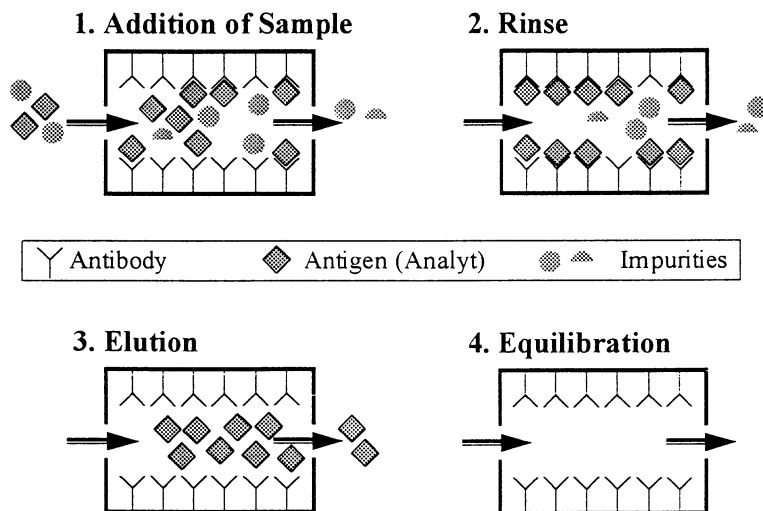 1. Addition of Sample
2. Rinse
Antibody
Antigen (Analyt)
Impurities
3. Elution
4. Equilibration